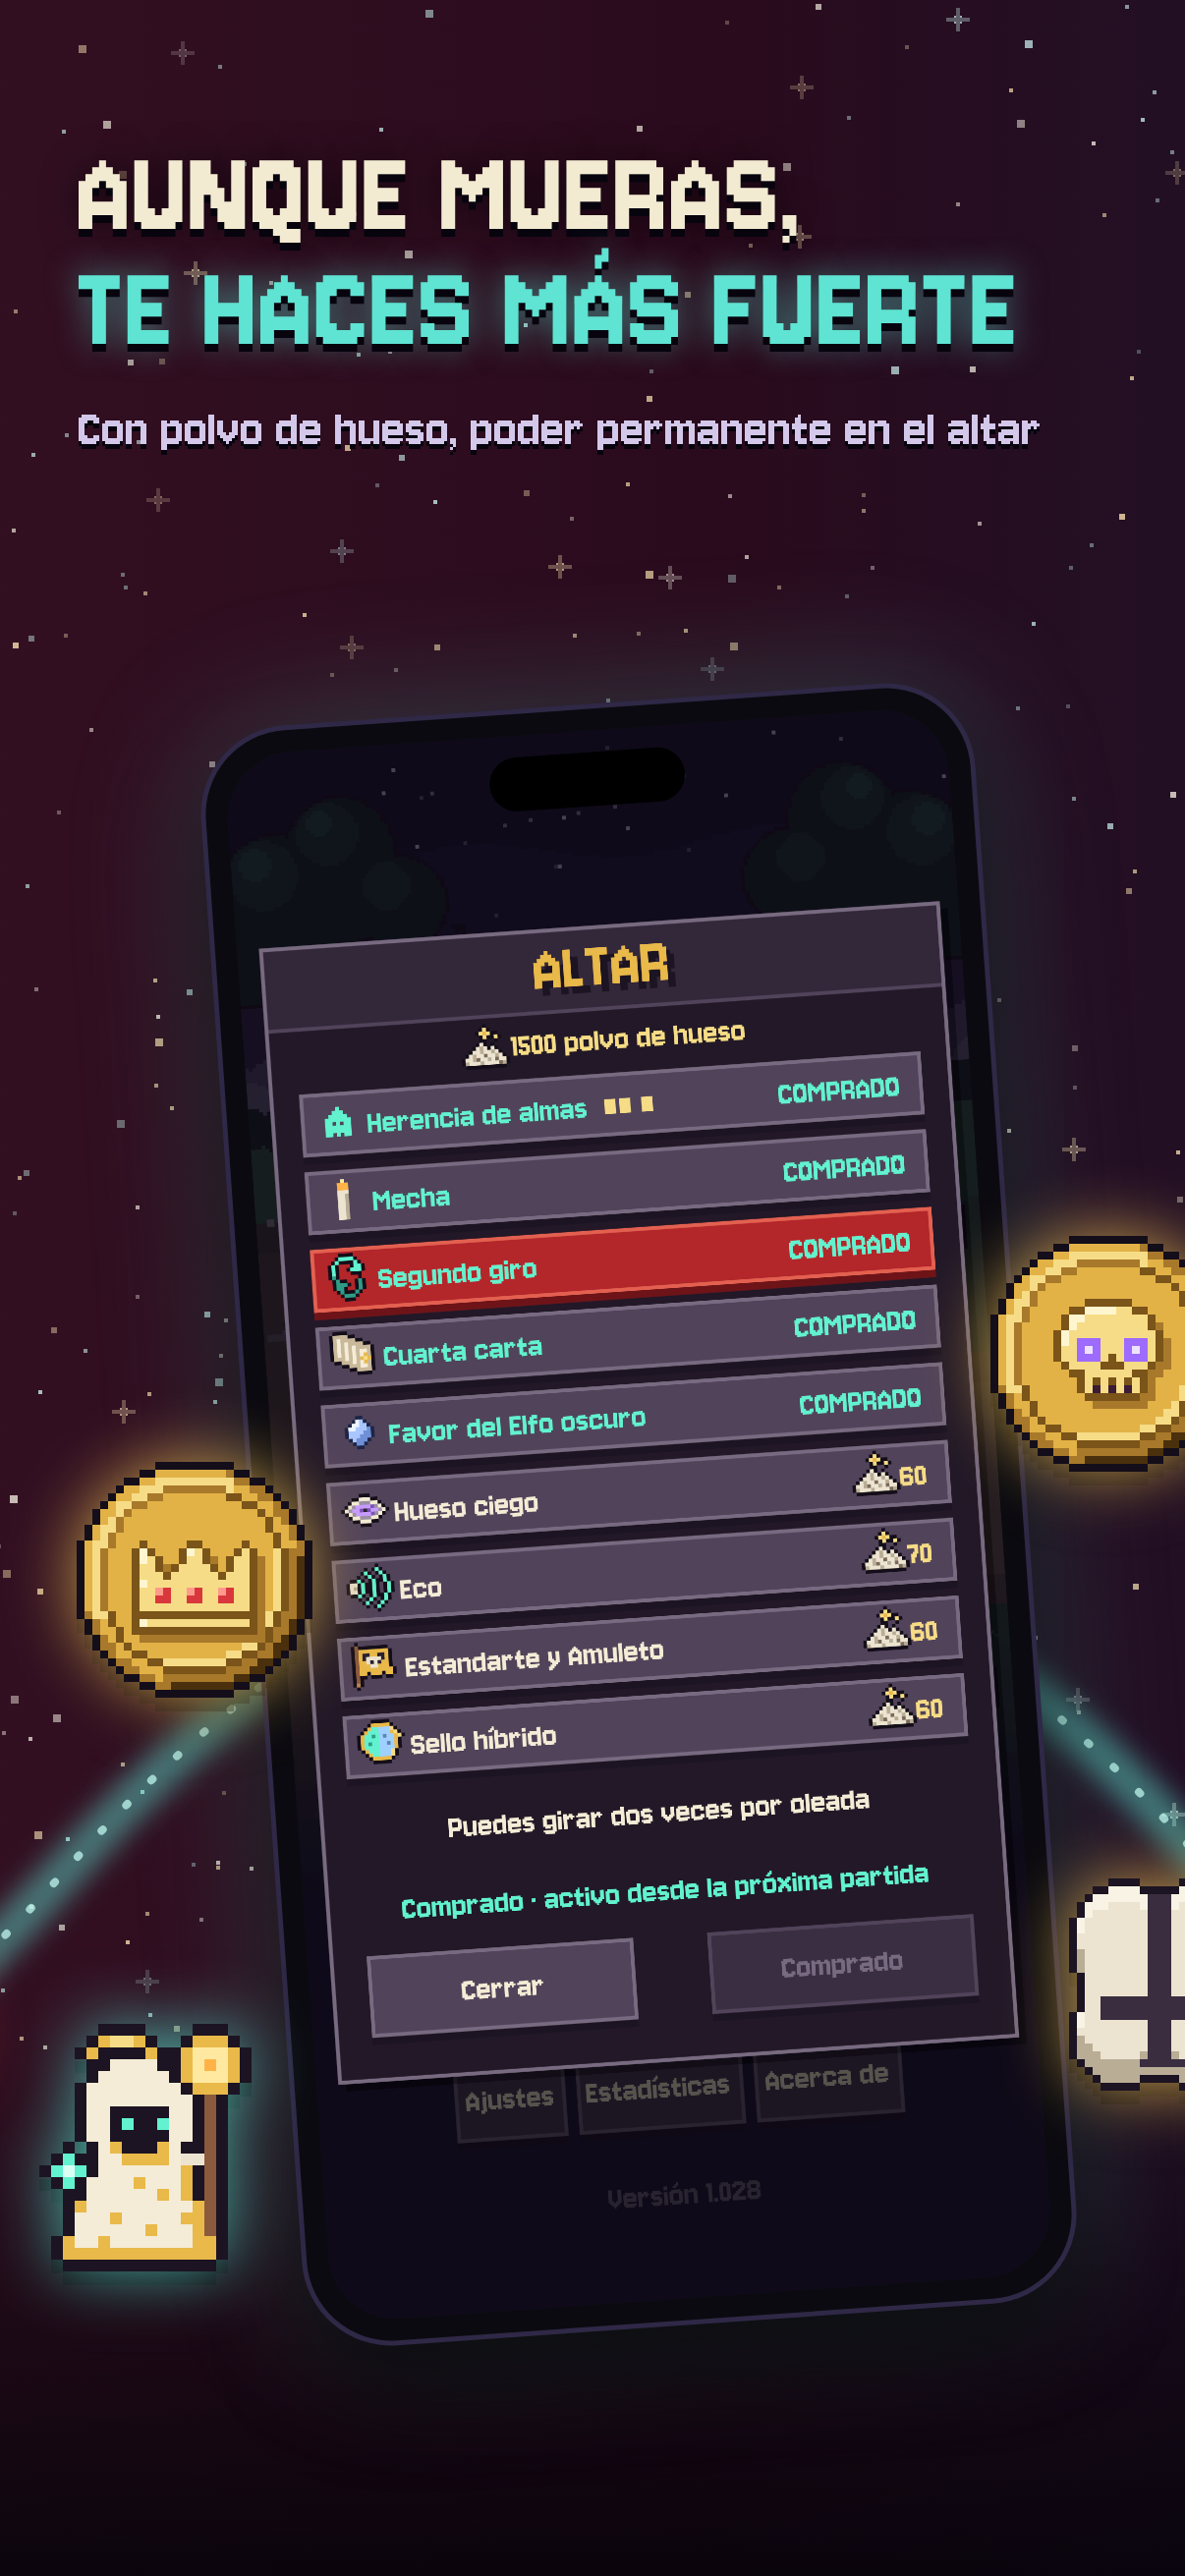 AUNQUE MUERAS,
TE HACES MÁS FUERTE
Con polvo de hueso, poder permanente en el altar
ALTAR
1500 polvo de hueso
Herencia de almas COMPRADO
Mecha COMPRADO
Segundo giro COMPRADO
Cuarta carta COMPRADO
Favor del Elfo oscuro COMPRADO
Hueso ciego 60
Eco 70
Estandarte y Amuleto 60
Sello híbrido 60
Puedes girar dos veces por oleada
Comprado · activo desde la próxima partida
Cerrar Comprado
Ajustes Estadísticas Acerca de
Versión 1.028